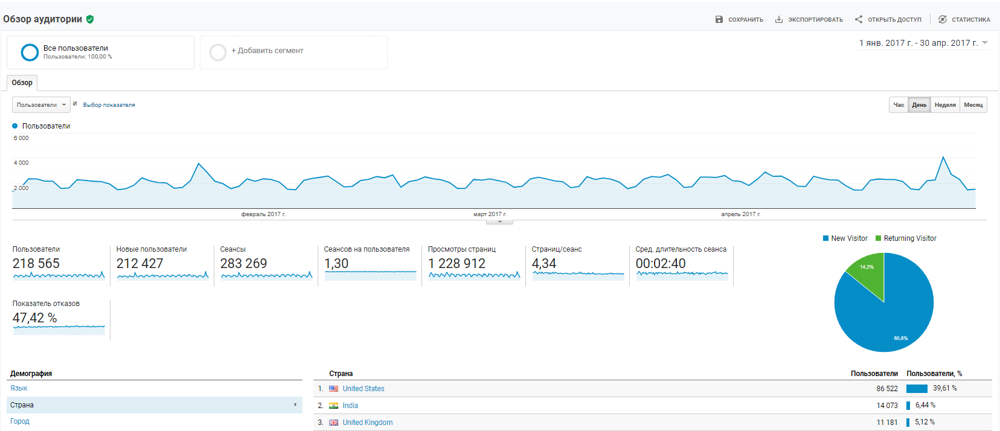 Обзор аудитории
СОХРАНИТЬ ЭКСПОРТИРОВАТЬ ОТКРЫТЬ ДОСТУП СТАТИСТИКА
Все пользователи
Пользователи: 100,00 %
+ Добавить сегмент
1 янв. 2017 г. - 30 апр. 2017 г.
Обзор
Пользователи и Выбор показателя
Час День Неделя Месяц
Пользователи
6 000
4 000
2 000
февраль 2017 г. март 2017 г. апрель 2017 г.
New Visitor Returning Visitor
Пользователи Новые пользователи Сеансы Сеансов на пользователя Просмотры страниц Страниц/сеанс Сред. длительность сеанса
218 565 212 427 283 269 1,30 1 228 912 4,34 00:02:40
14,2%
85,8%
Показатель отказов
47,42 %
Демография
Язык
Страна
Город
Страна Пользователи Пользователи, %
1. United States 86 522 39,61 %
2. India 14 073 6,44 %
3. United Kingdom 11 181 5,12 %